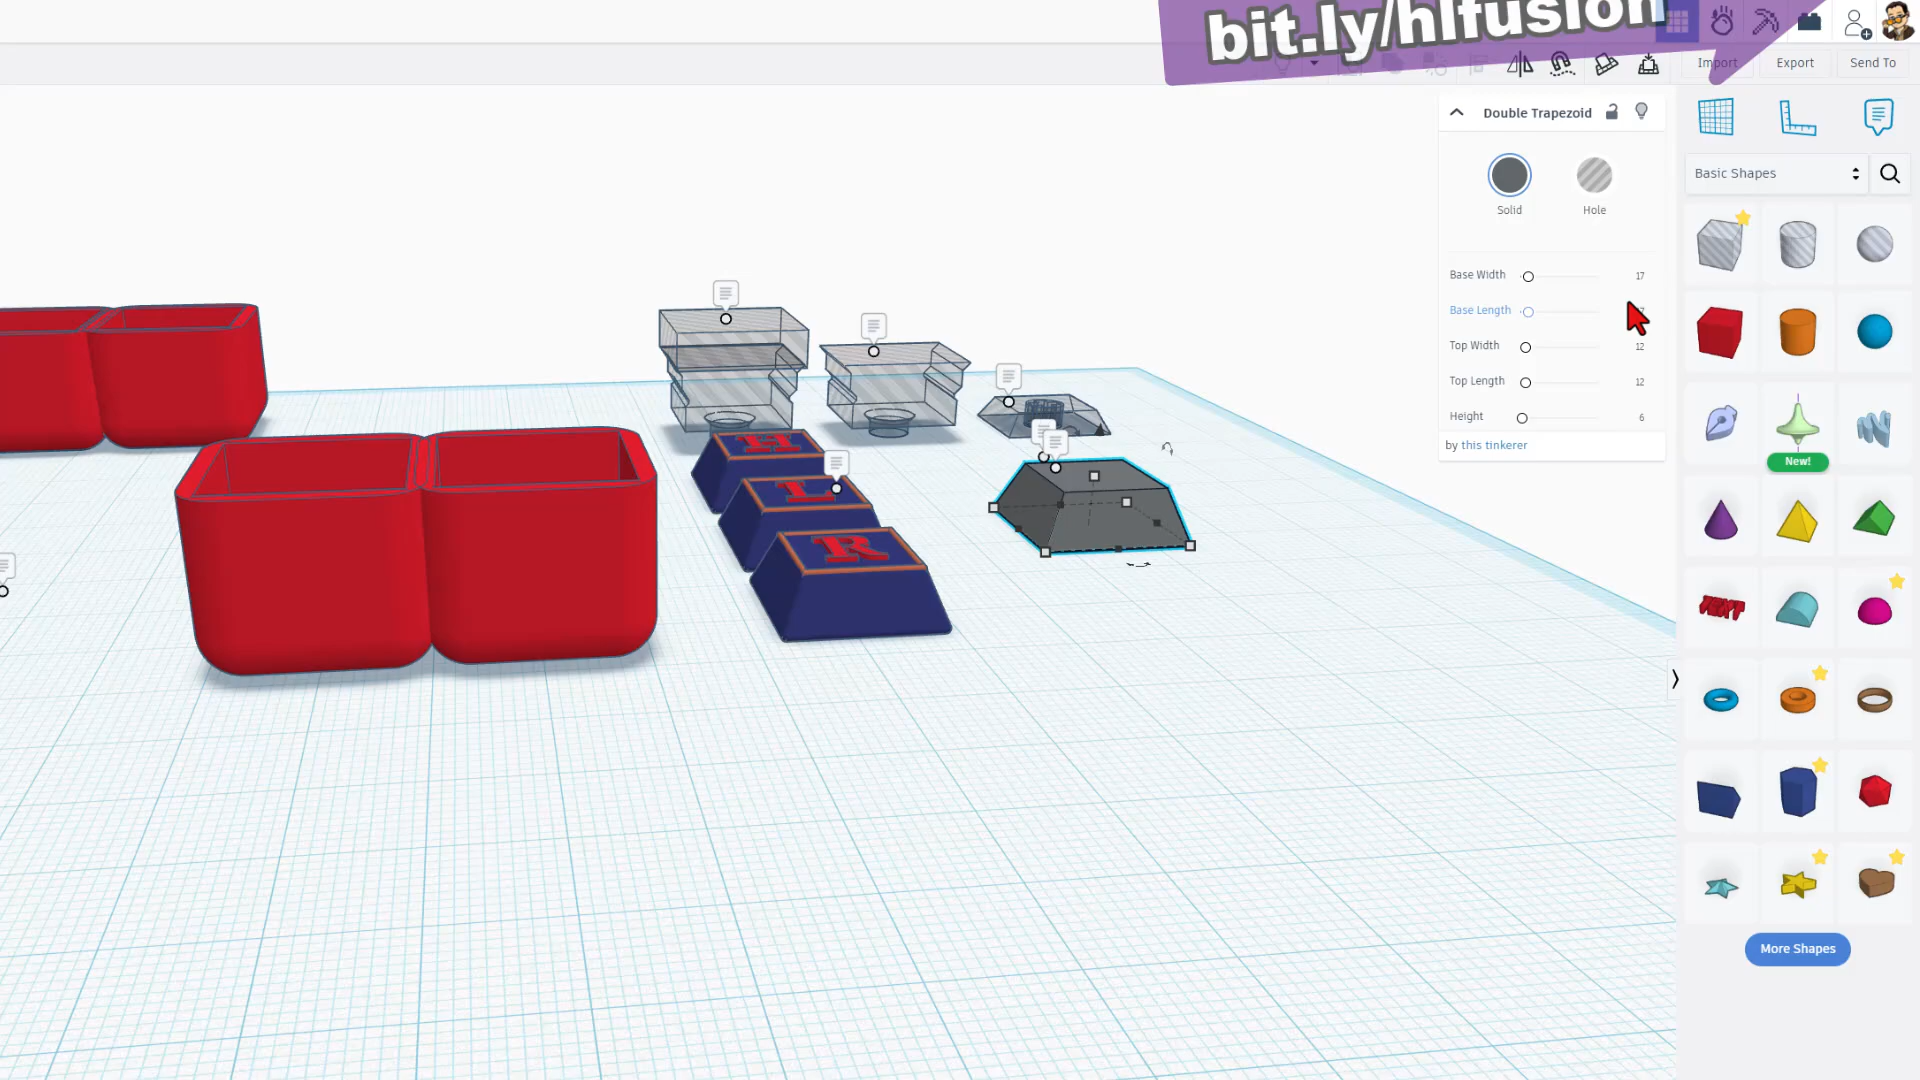 bit.ly/hlfusion
Import
Export
Send To
Double Trapezoid
Solid
Hole
Basic Shapes
Base Width 17
Base Length
Top Width 12
Top Length 12
Height 6
by this tinkerer
New!
TEXT
H
L
R
More Shapes